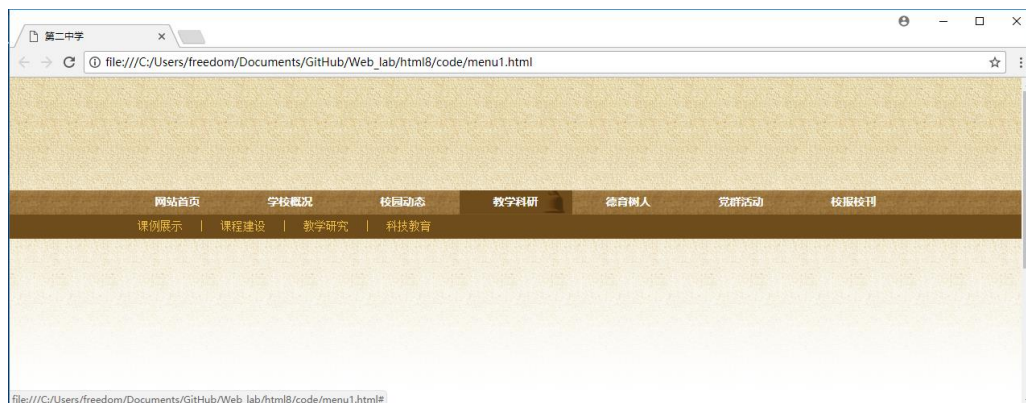 第二中学
file:///C:/Users/freedom/Documents/GitHub/Web_lab/html8/code/menu1.html
网站首页 学校概况 校园动态 教学科研 德育树人 党群活动 校报校刊
课例展示 | 课程建设 | 教学研究 | 科技教育
file:///C:/Users/freedom/Documents/GitHub/Web_lab/html8/code/menu1.html#